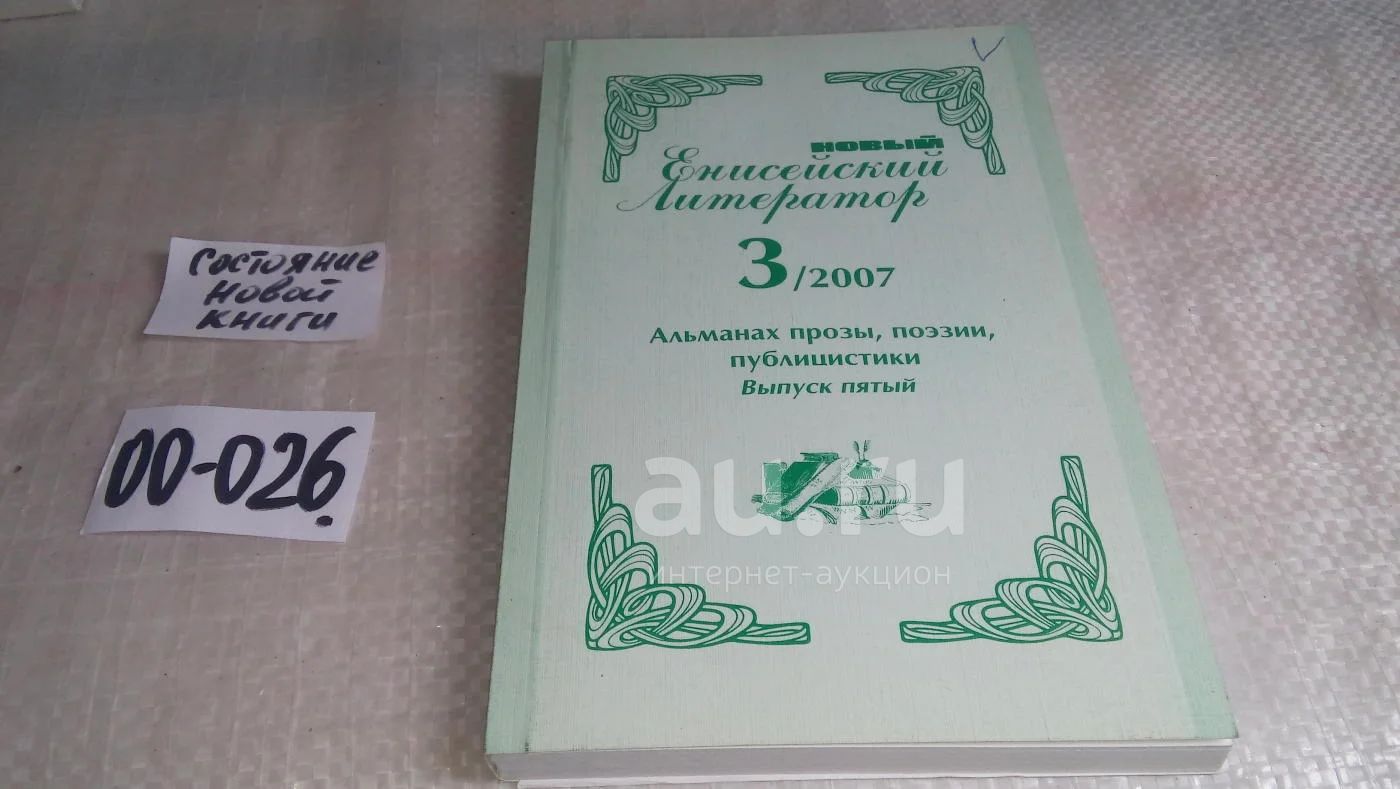 новый
Енисейский
Литератор
3/2007
Альманах прозы, поэзии,
публицистики
Выпуск пятый
Состояние
новой
книги
00-026.
au.ru
интернет-аукцион